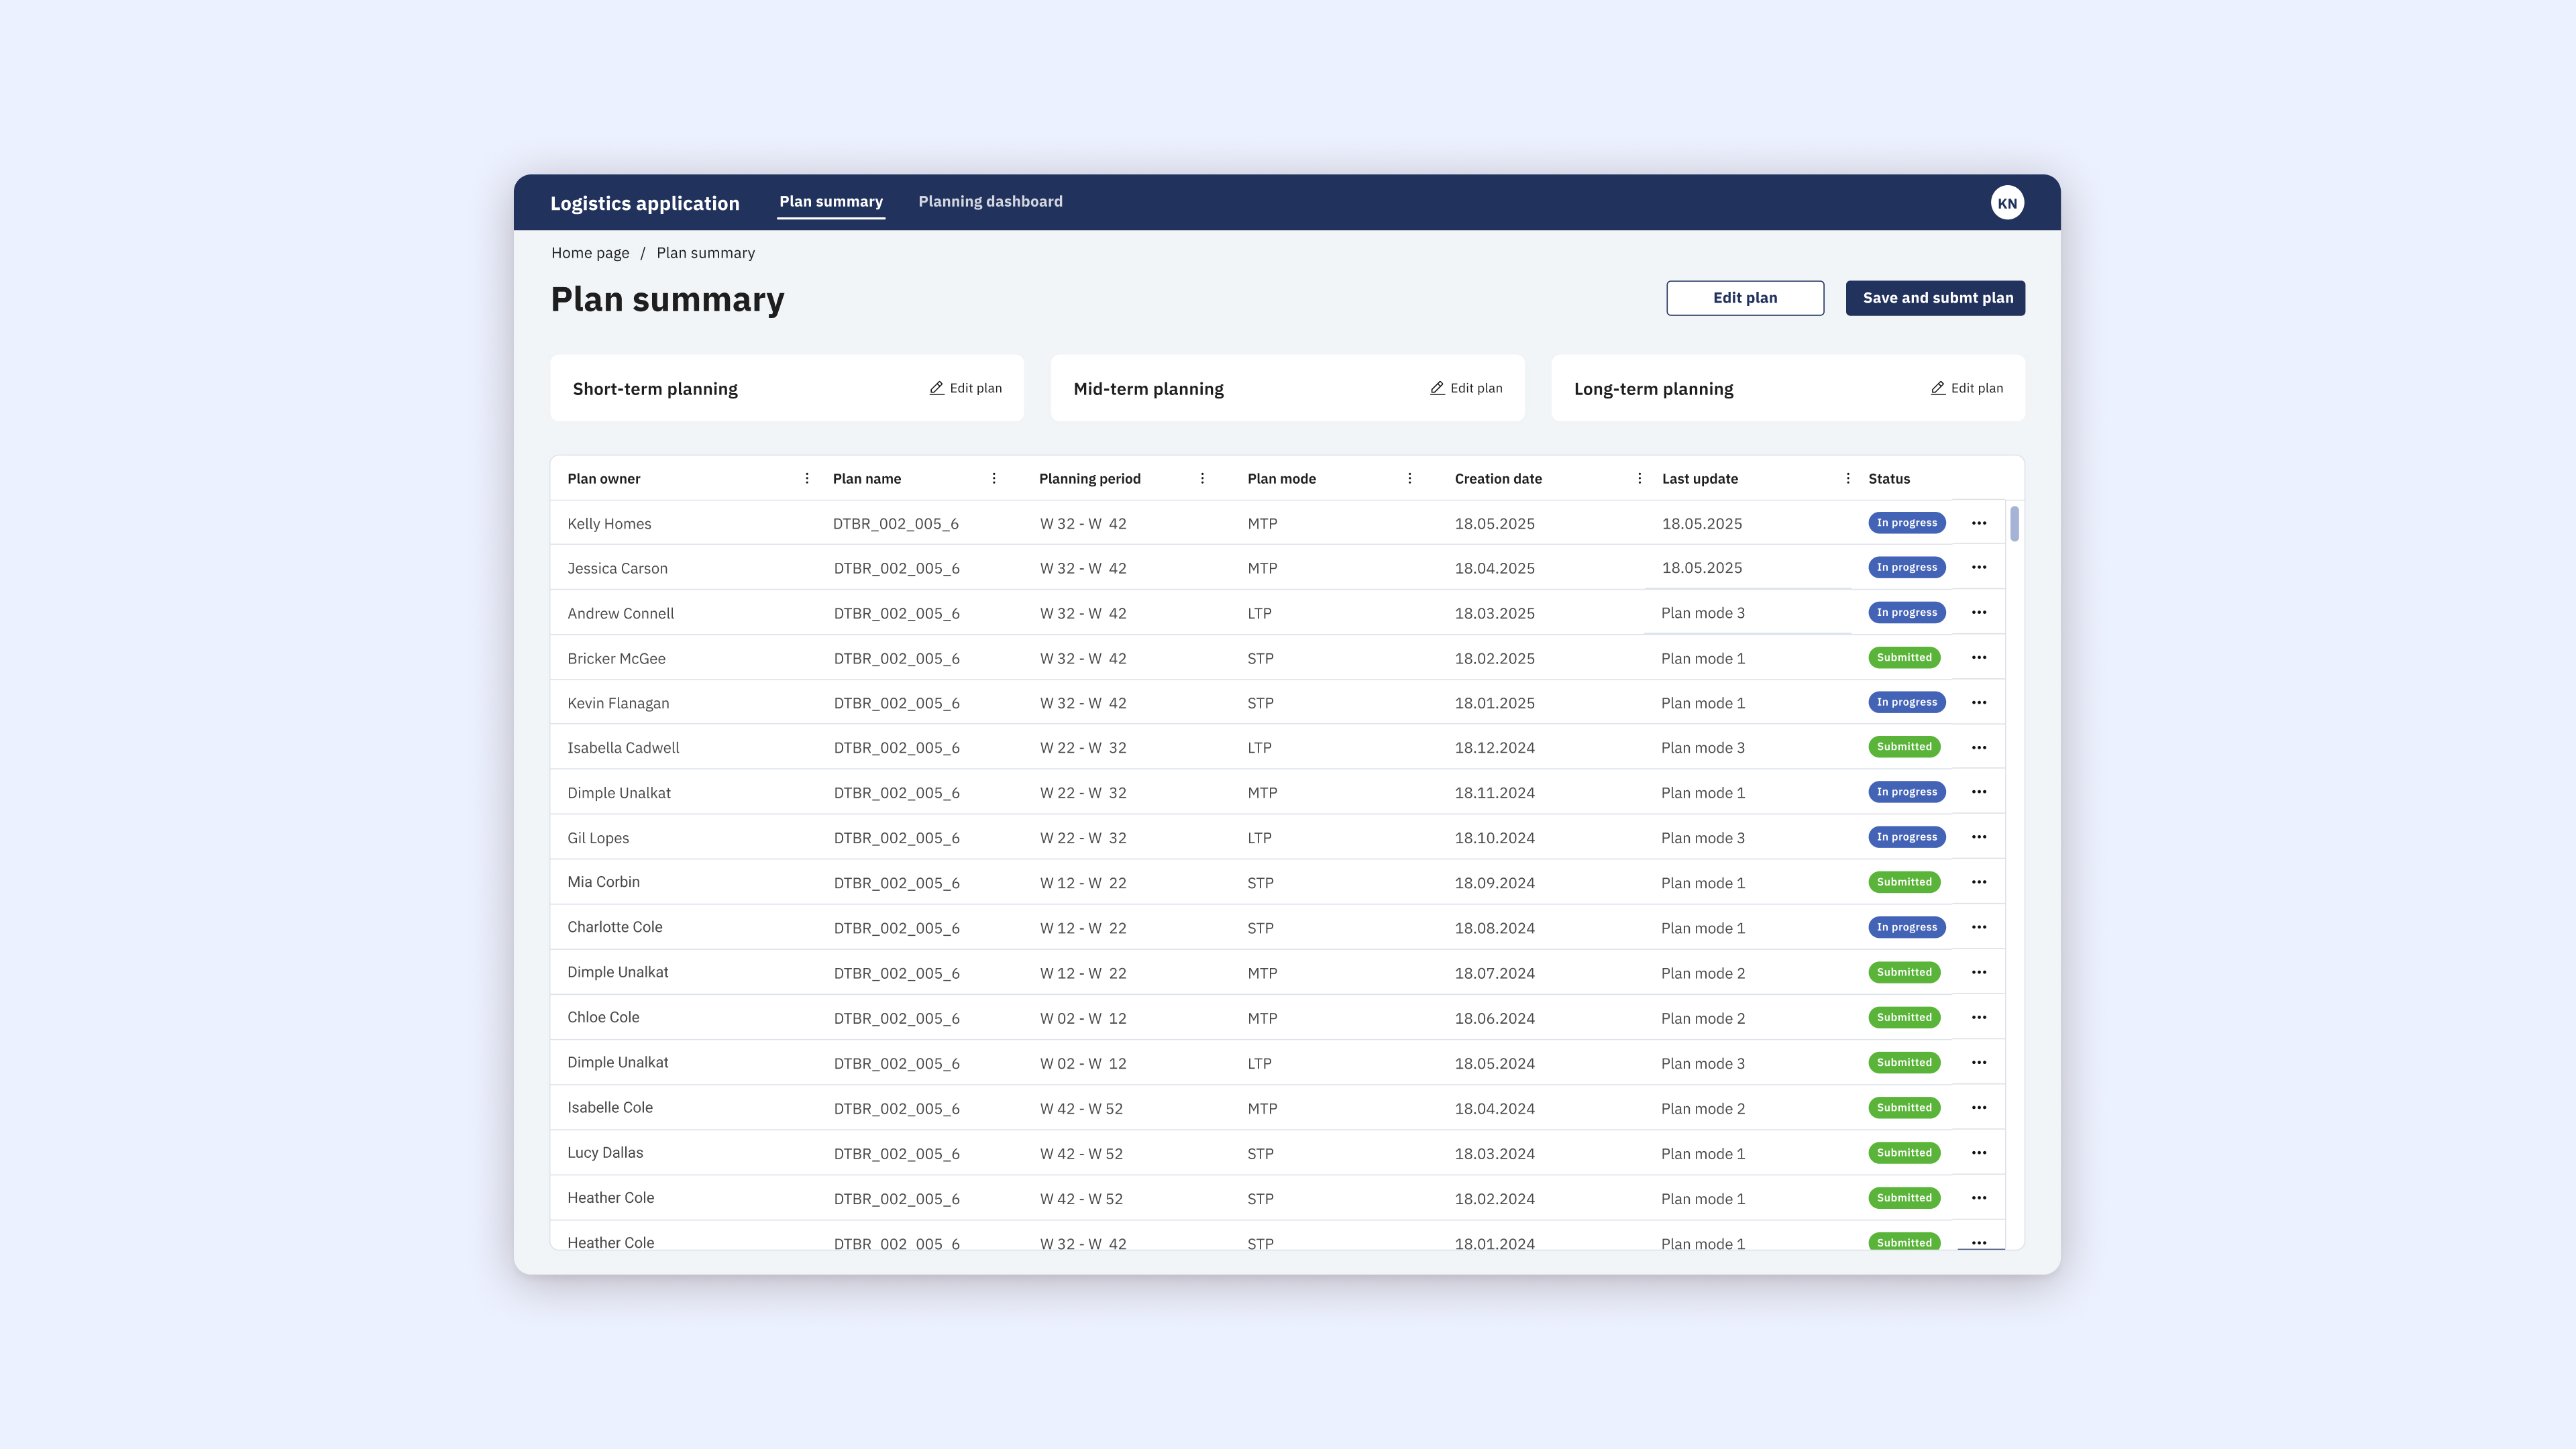 Logistics application Plan summary Planning dashboard KN
Home page / Plan summary
Plan summary Edit plan Save and submt plan
Short-term planning Edit plan Mid-term planning Edit plan Long-term planning Edit plan
Plan owner Plan name Planning period Plan mode Creation date Last update Status
Kelly Homes DTBR_002_005_6 W 32 - W 42 MTP 18.05.2025 18.05.2025 In progress
Jessica Carson DTBR_002_005_6 W 32 - W 42 MTP 18.04.2025 18.05.2025 In progress
Andrew Connell DTBR_002_005_6 W 32 - W 42 LTP 18.03.2025 Plan mode 3 In progress
Bricker McGee DTBR_002_005_6 W 32 - W 42 STP 18.02.2025 Plan mode 1 Submitted
Kevin Flanagan DTBR_002_005_6 W 32 - W 42 STP 18.01.2025 Plan mode 1 In progress
Isabella Cadwell DTBR_002_005_6 W 22 - W 32 LTP 18.12.2024 Plan mode 3 Submitted
Dimple Unalkat DTBR_002_005_6 W 22 - W 32 MTP 18.11.2024 Plan mode 1 In progress
Gil Lopes DTBR_002_005_6 W 22 - W 32 LTP 18.10.2024 Plan mode 3 In progress
Mia Corbin DTBR_002_005_6 W 12 - W 22 STP 18.09.2024 Plan mode 1 Submitted
Charlotte Cole DTBR_002_005_6 W 12 - W 22 STP 18.08.2024 Plan mode 1 In progress
Dimple Unalkat DTBR_002_005_6 W 12 - W 22 MTP 18.07.2024 Plan mode 2 Submitted
Chloe Cole DTBR_002_005_6 W 02 - W 12 MTP 18.06.2024 Plan mode 2 Submitted
Dimple Unalkat DTBR_002_005_6 W 02 - W 12 LTP 18.05.2024 Plan mode 3 Submitted
Isabelle Cole DTBR_002_005_6 W 42 - W 52 MTP 18.04.2024 Plan mode 2 Submitted
Lucy Dallas DTBR_002_005_6 W 42 - W 52 STP 18.03.2024 Plan mode 1 Submitted
Heather Cole DTBR_002_005_6 W 42 - W 52 STP 18.02.2024 Plan mode 1 Submitted
Heather Cole DTBR_002_005_6 W 32 - W 42 STP 18.01.2024 Plan mode 1 Submitted